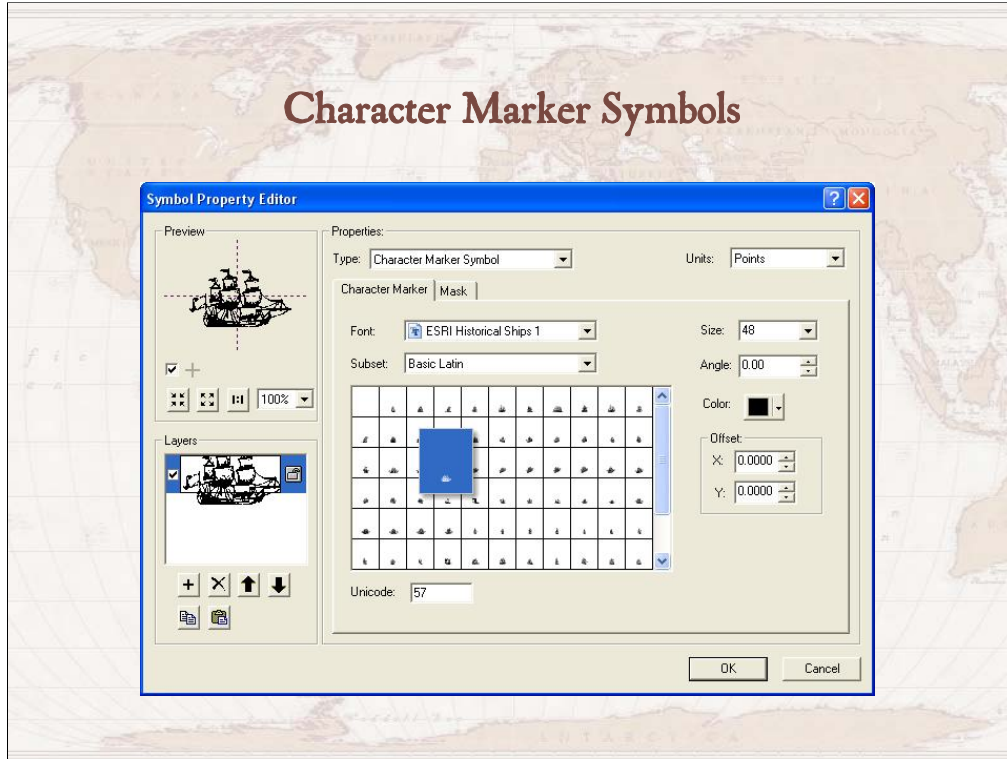 Character Marker Symbols
Symbol Property Editor
Preview
100%
Layers
Properties:
Type: Character Marker Symbol
Units: Points
Character Marker
Mask
Font: ESRI Historical Ships 1
Subset: Basic Latin
Unicode: 57
Size: 48
Angle: 0.00
Color:
Offset:
X: 0.0000
Y: 0.0000
OK
Cancel